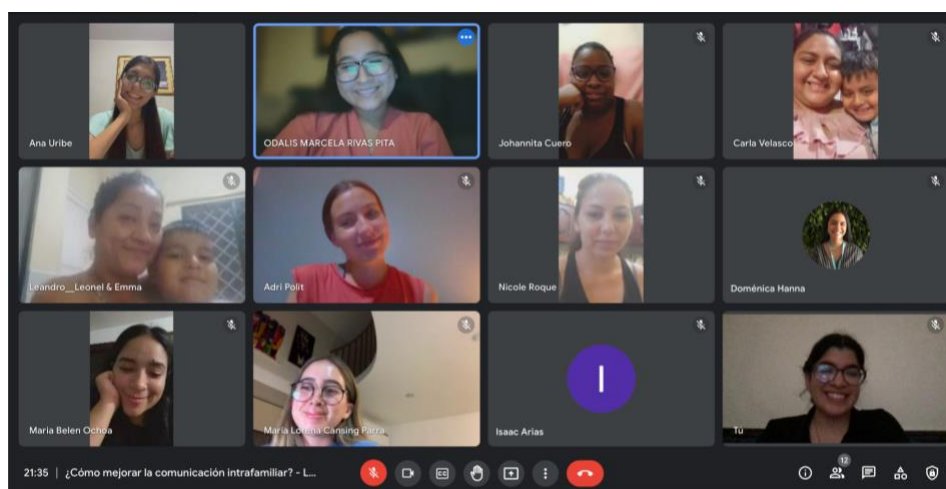 Ana Uribe
ODALIS MARCELA RIVAS PITA
Johannita Cuero
Carla Velasco
Leandro__Leonel & Emma
Adri Polit
Nicole Roque
Doménica Hanna
Maria Belen Ochoa
Maria Lorena Cansing Parra
I
Isaac Arias
Tú
21:35 | ¿Cómo mejorar la comunicación intrafamiliar? - L...
CC
12